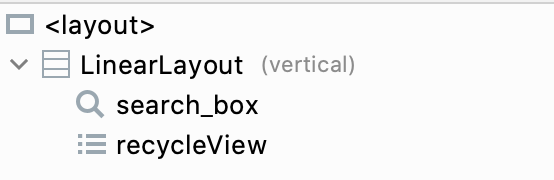 <layout>
LinearLayout (vertical)
search_box
recycleView